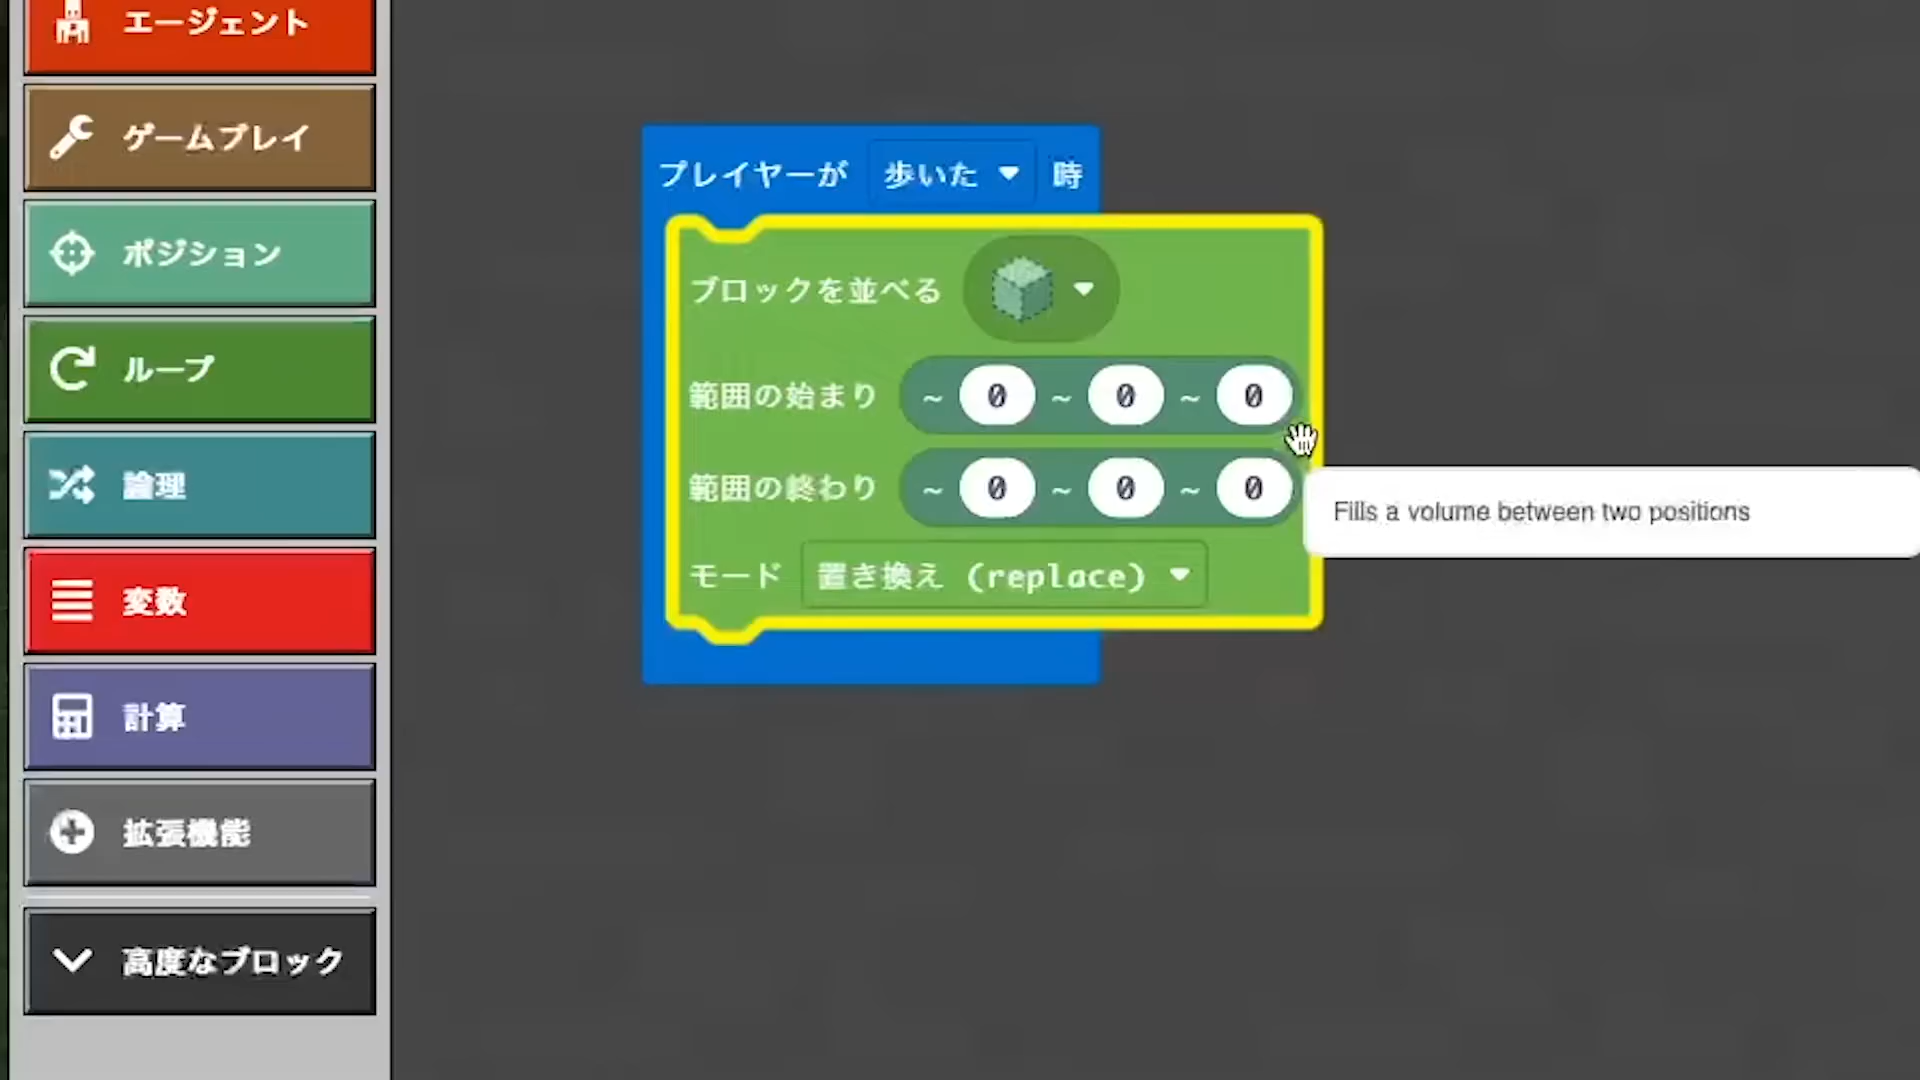 エージェント
ゲームプレイ
ポジション
ループ
論理
変数
計算
拡張機能
高度なブロック
プレイヤーが 歩いた 時
ブロックを並べる
範囲の始まり ~ 0 ~ 0 ~ 0
範囲の終わり ~ 0 ~ 0 ~ 0
モード 置き換え (replace)
Fills a volume between two positions